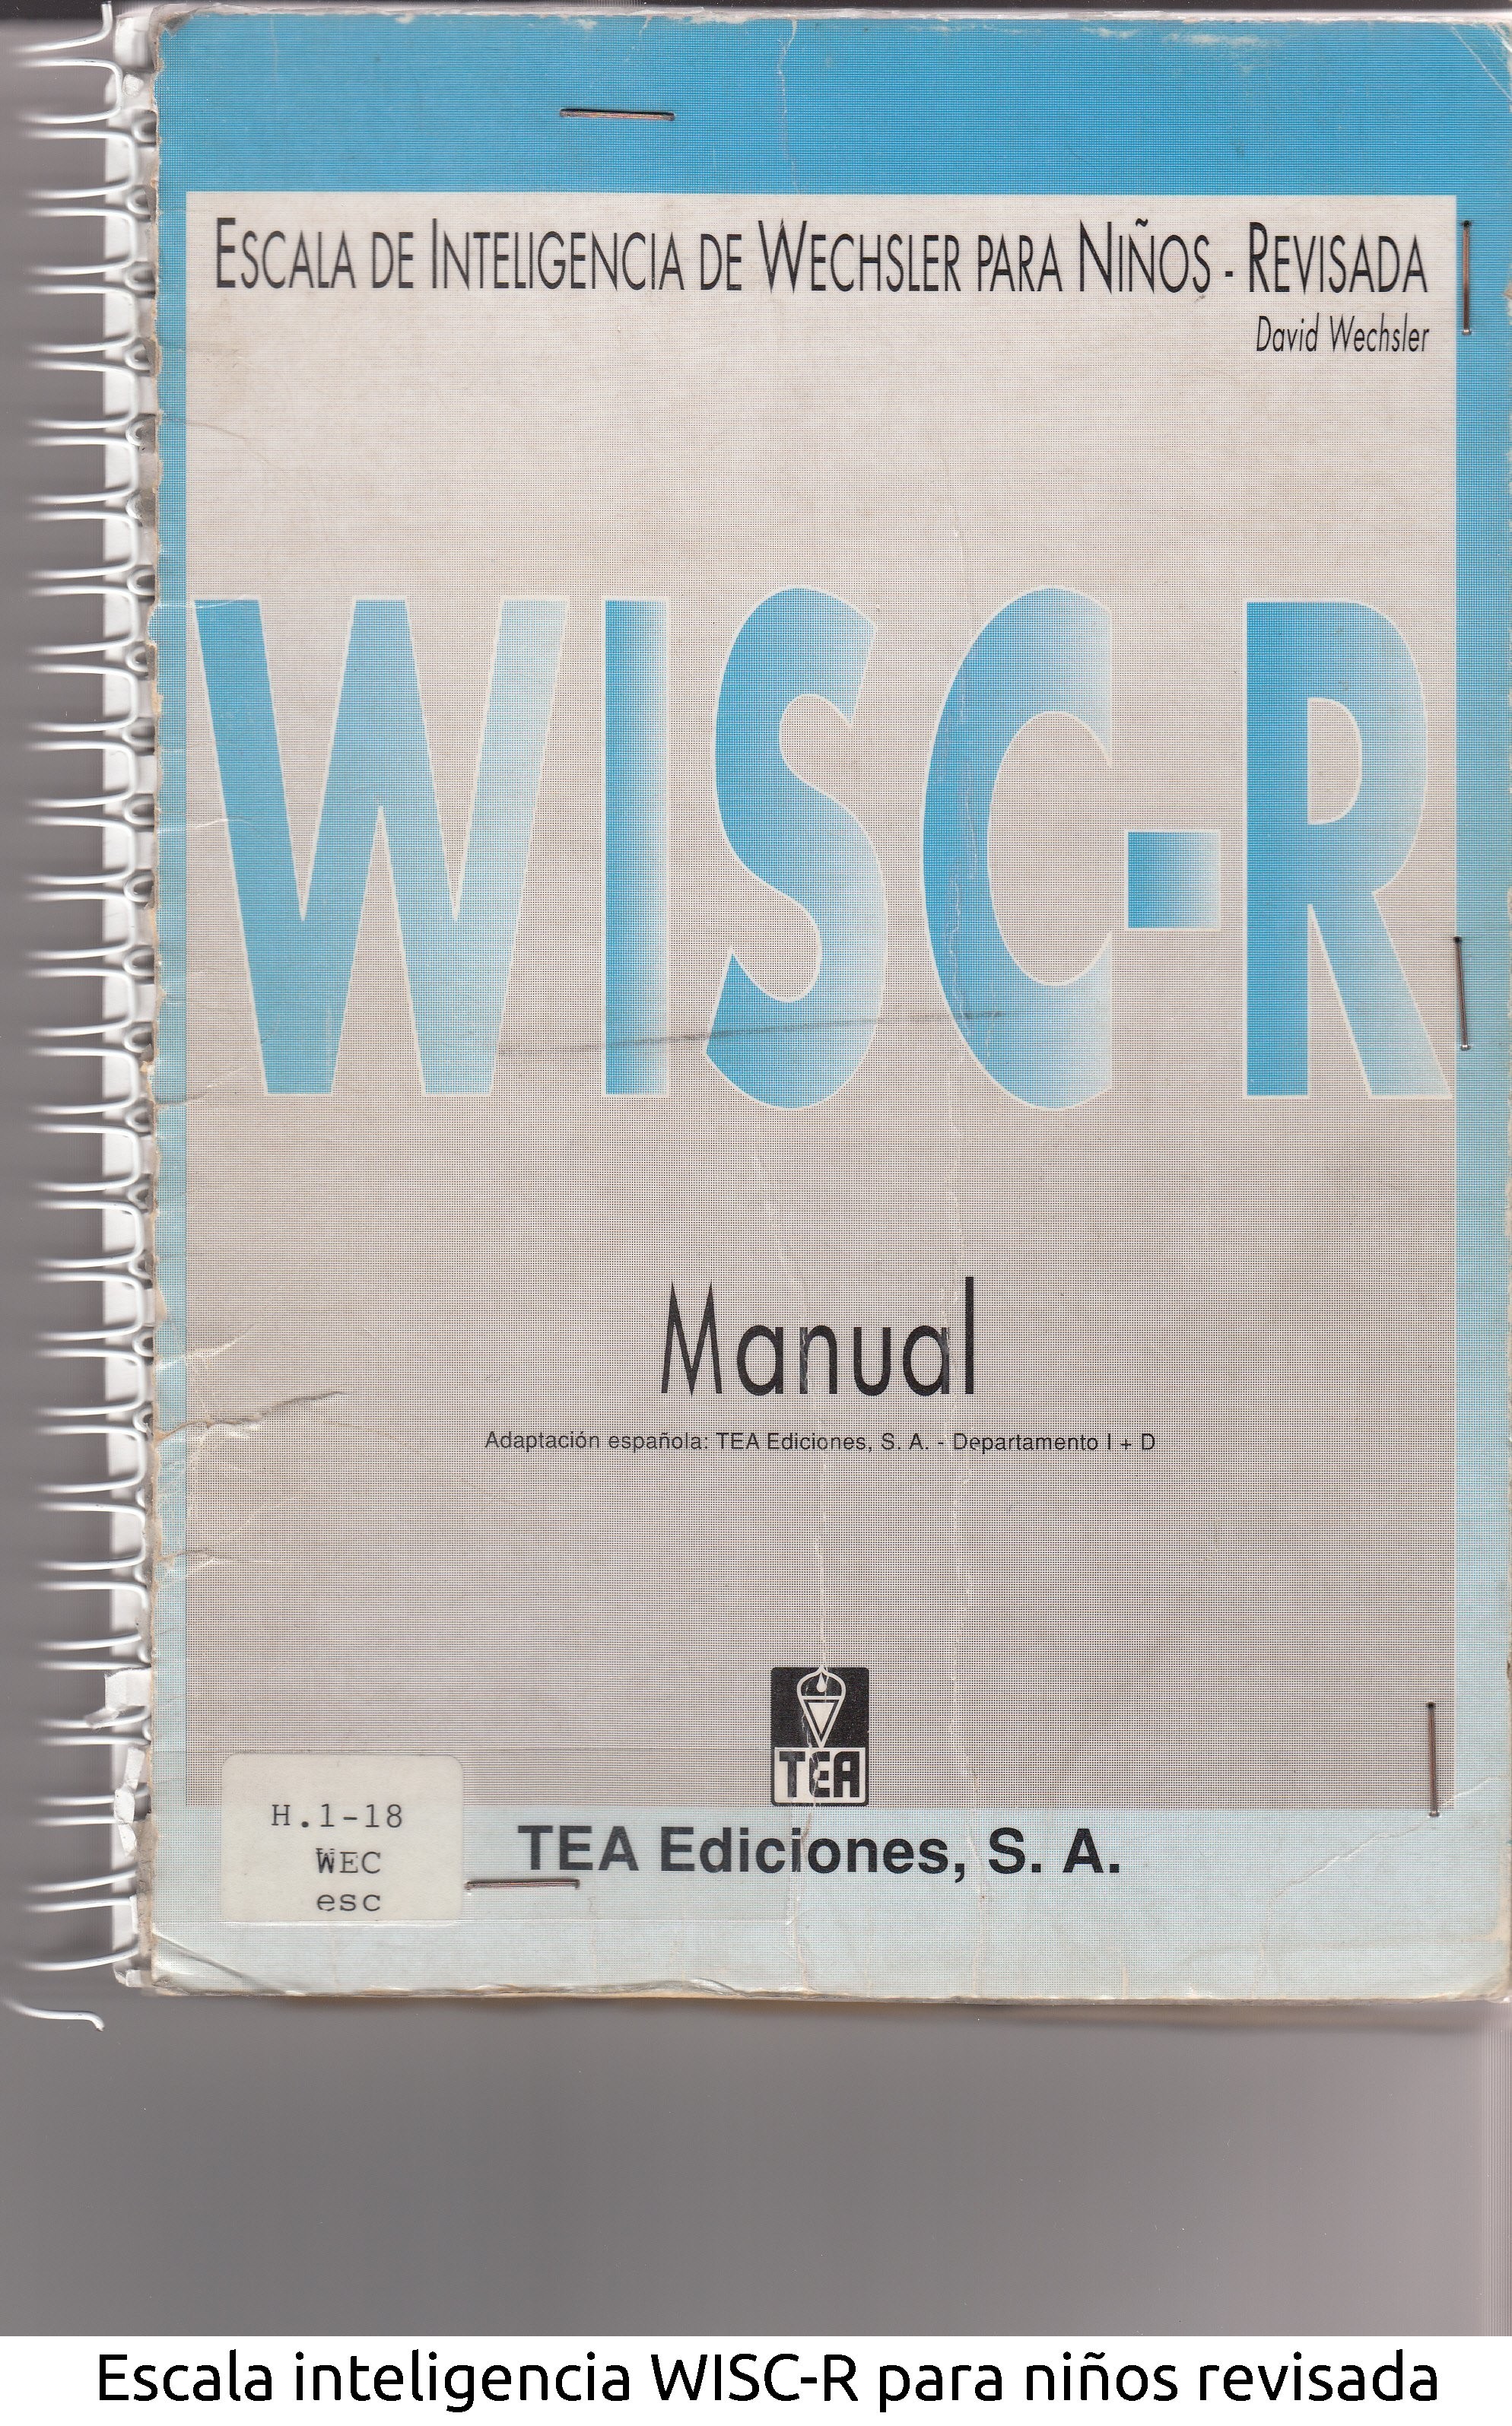 ESCALA DE INTELIGENCIA DE WECHSLER PARA NIÑOS - REVISADA
David Wechsler
WISC-R
Manual
Adaptación española: TEA Ediciones, S. A. - Departamento I + D
TEA
TEA Ediciones, S. A.
H.1-18
WEC
esc
Escala inteligencia WISC-R para niños revisada